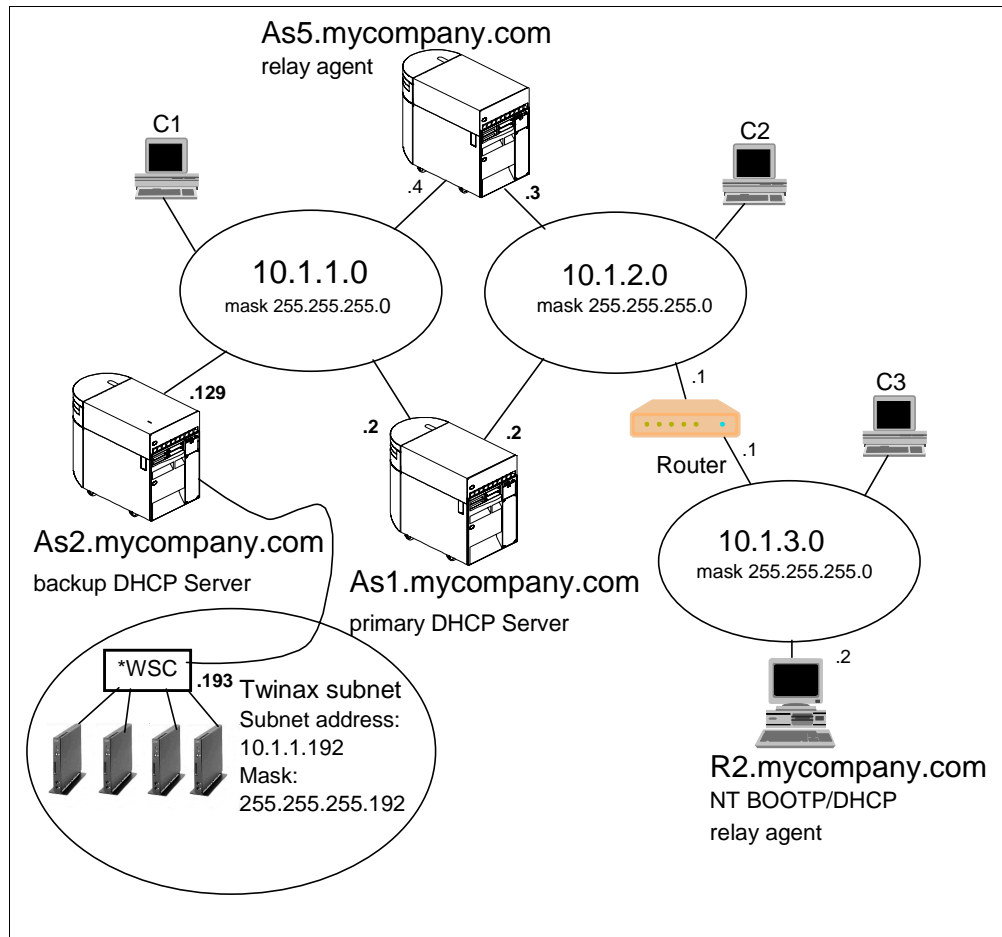 As5.mycompany.com
relay agent
C1
C2
.4
.3
10.1.1.0
mask 255.255.255.0
10.1.2.0
mask 255.255.255.0
.129
.2
.2
.1
C3
Router
.1
As2.mycompany.com
backup DHCP Server
As1.mycompany.com
primary DHCP Server
10.1.3.0
mask 255.255.255.0
*WSC
.193
Twinax subnet
Subnet address:
10.1.1.192
Mask:
255.255.255.192
.2
R2.mycompany.com
NT BOOTP/DHCP
relay agent